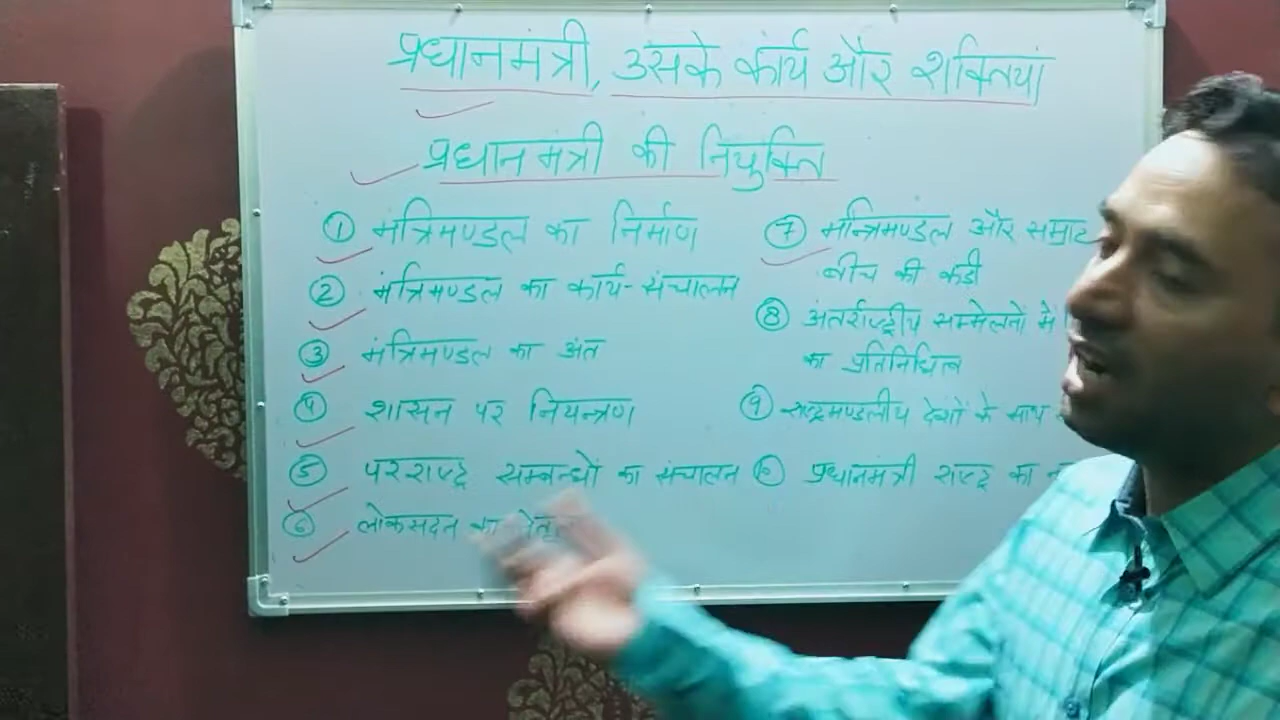 प्रधानमंत्री, उसके कार्य और शक्तियां
प्रधानमंत्री की नियुक्ति
① मंत्रिमण्डल का निर्माण
② मंत्रिमण्डल का कार्य-संचालन
③ मंत्रिमण्डल का अंत
④ शासन पर नियन्त्रण
⑤ परराष्ट्र सम्बन्धों का संचालन
⑥ लोकसदन का
⑦ मन्त्रिमण्डल और सम्राट
बीच की कड़ी
⑧ अंतर्राष्ट्रीय सम्मेलनों में
का प्रतिनिधित्व
⑨ राष्ट्रमण्डलीय देशों के साथ
⑩ प्रधानमंत्री राष्ट्र का